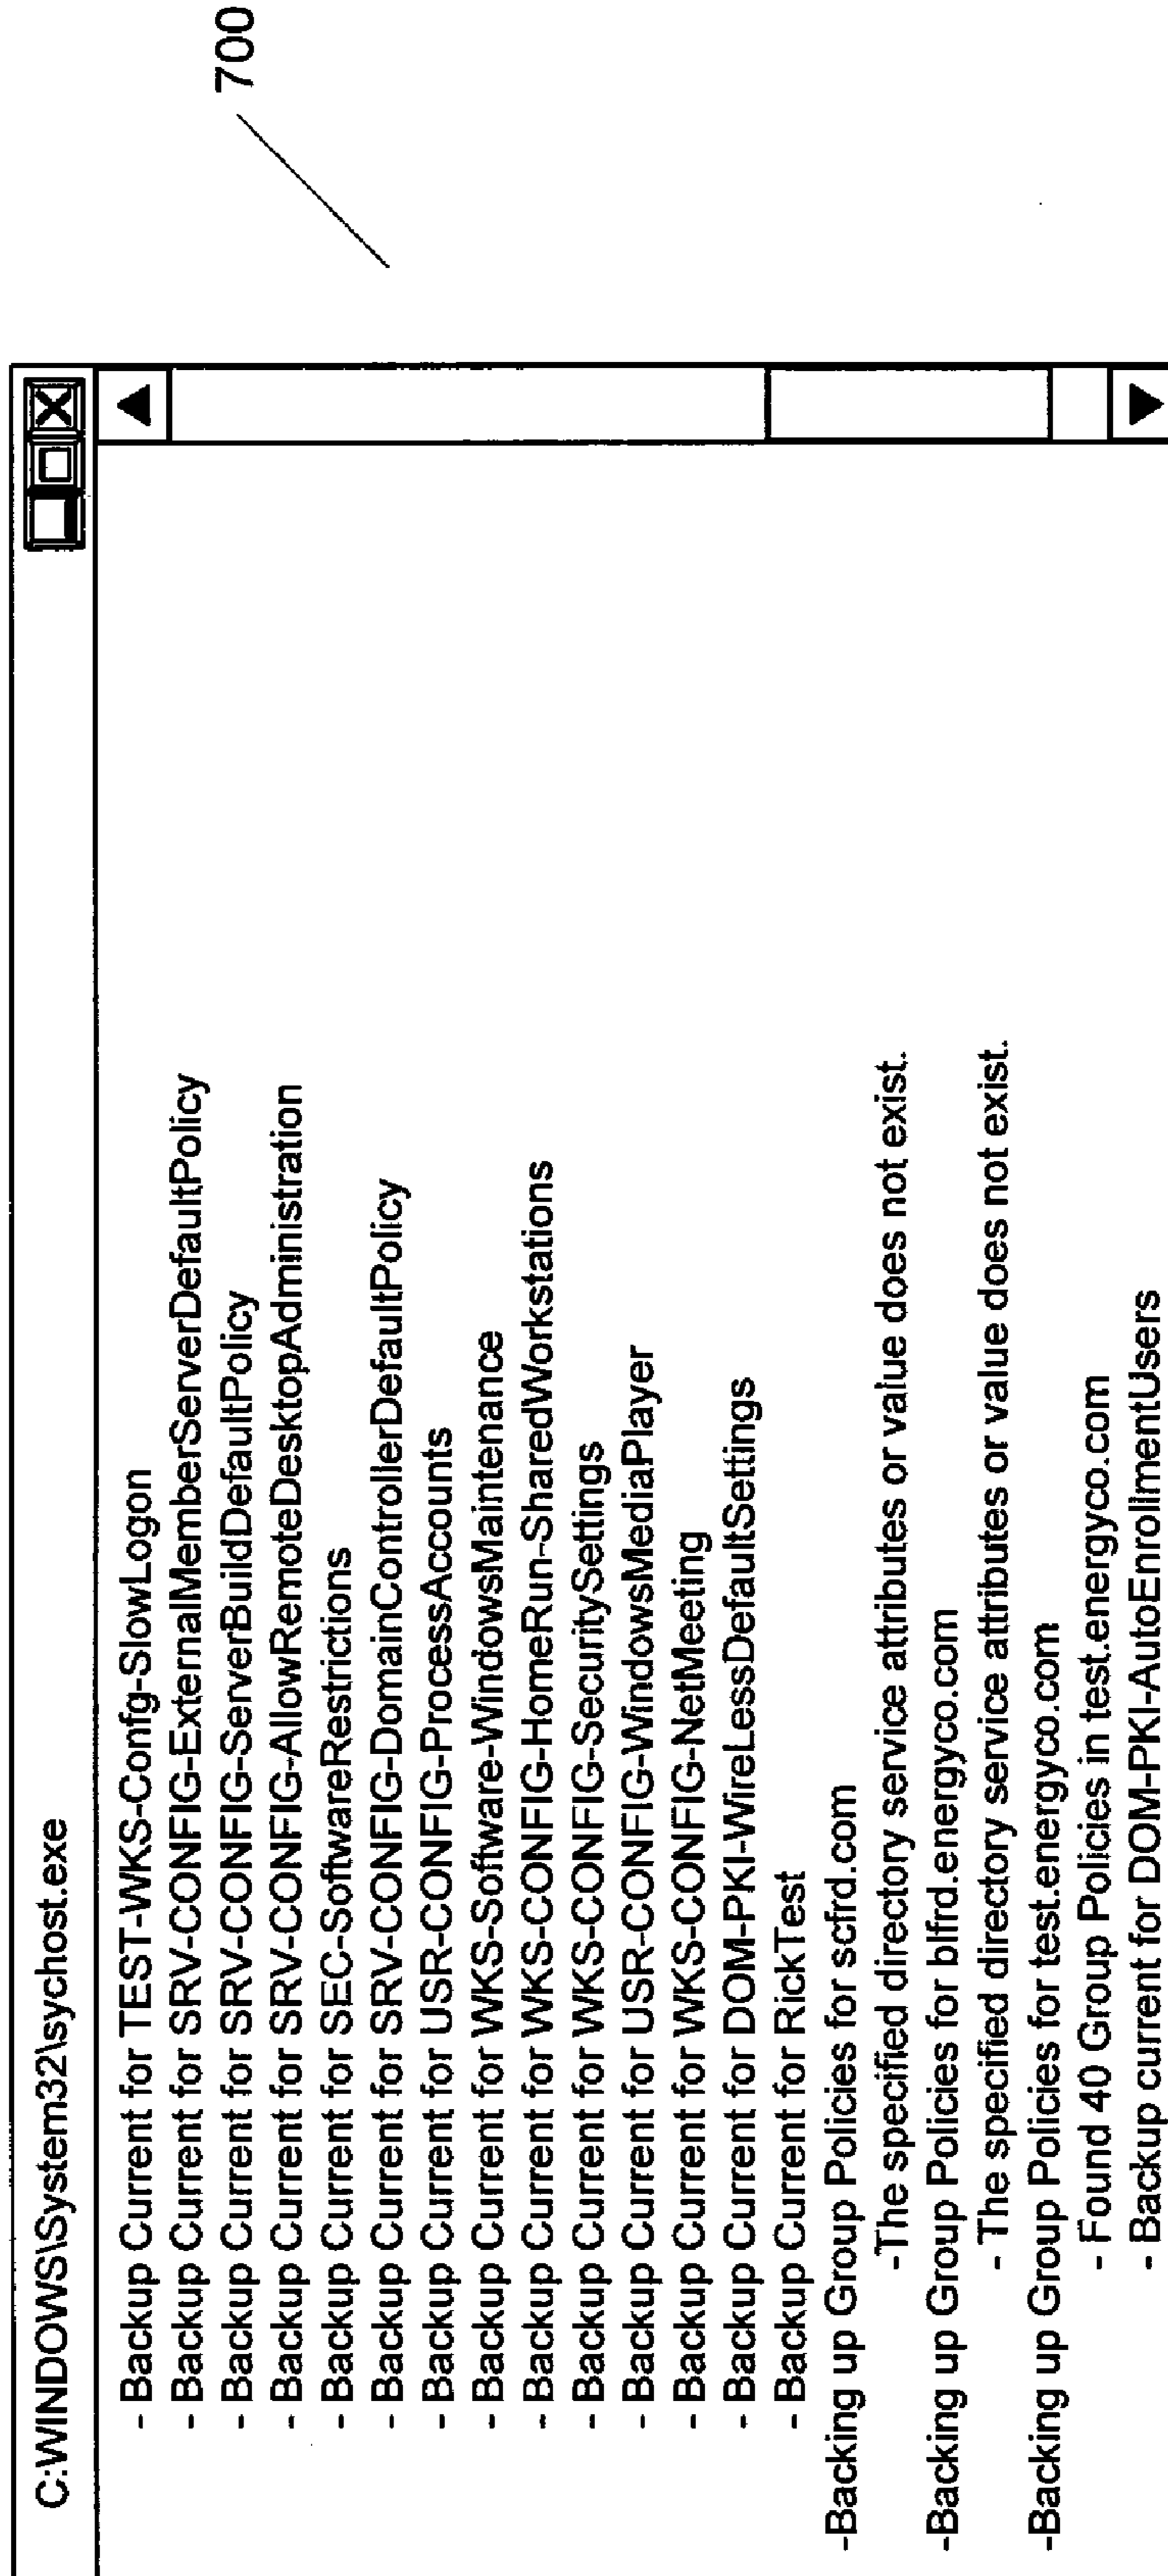 700
C:WINDOWS\System32\sychost.exe
- Backup Current for TEST-WKS-Confg-SlowLogon
- Backup Current for SRV-CONFIG-ExternalMemberServerDefaultPolicy
- Backup Current for SRV-CONFIG-ServerBuildDefaultPolicy
- Backup Current for SRV-CONFIG-AllowRemoteDesktopAdministration
- Backup Current for SEC-SoftwareRestrictions
- Backup Current for SRV-CONFIG-DomainControllerDefaultPolicy
- Backup Current for USR-CONFIG-ProcessAccounts
- Backup Current for WKS-Software-WindowsMaintenance
- Backup Current for WKS-CONFIG-HomeRun-SharedWorkstations
- Backup Current for WKS-CONFIG-SecuritySettings
- Backup Current for USR-CONFIG-WindowsMediaPlayer
- Backup Current for WKS-CONFIG-NetMeeting
- Backup Current for DOM-PKI-WireLessDefaultSettings
- Backup Current for RickTest
-Backing up Group Policies for scfrd.com
-The specified directory service attributes or value does not exist.
-Backing up Group Policies for blfrd.energyco.com
- The specified directory service attributes or value does not exist.
-Backing up Group Policies for test.energyco.com
- Found 40 Group Policies in test.energyco.com
- Backup current for DOM-PKI-AutoEnrollmentUsers